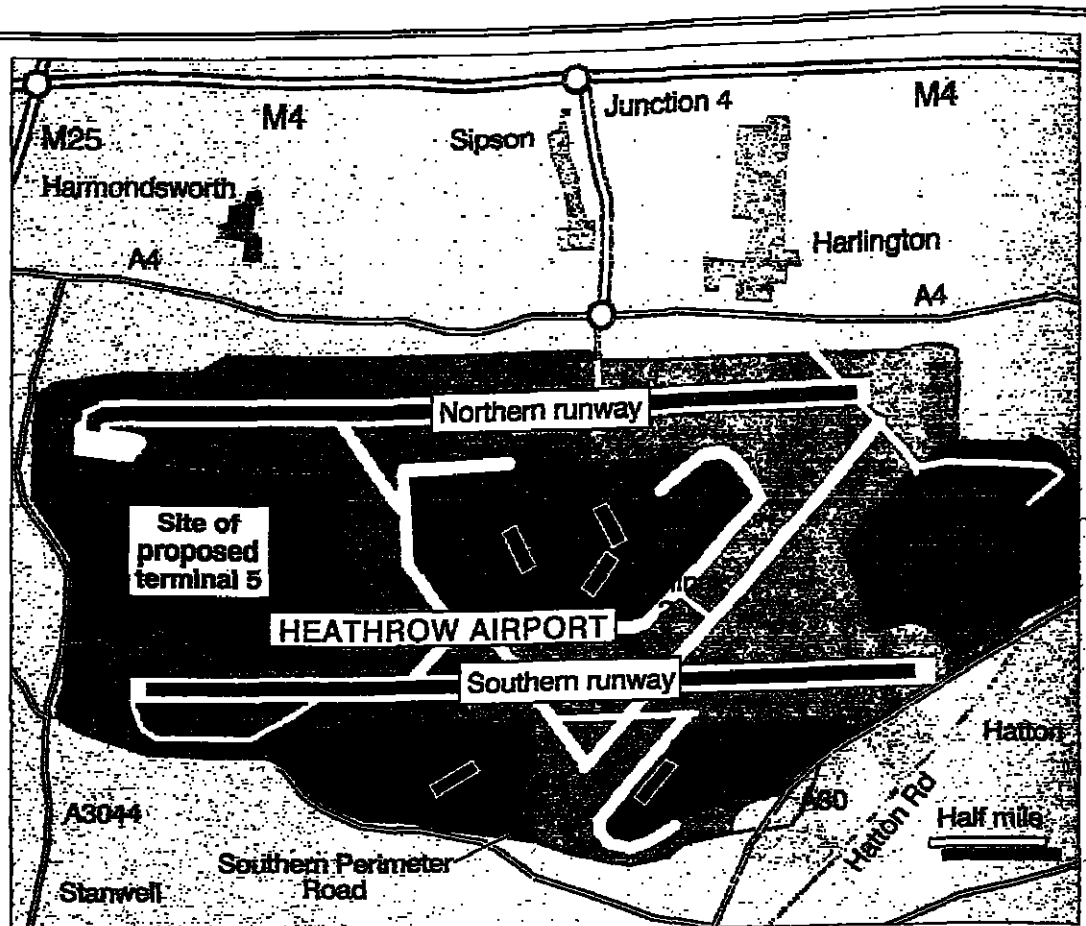 M25
M4
Sipson
Junction 4
M4
Harmondsworth
A4
Harlington
A4
Northern runway
Site of
proposed
terminal 5
HEATHROW AIRPORT
Southern runway
Hatton
A3044
A30
Hatton Rd
Half mile
Southern Perimeter
Road
Stanwell